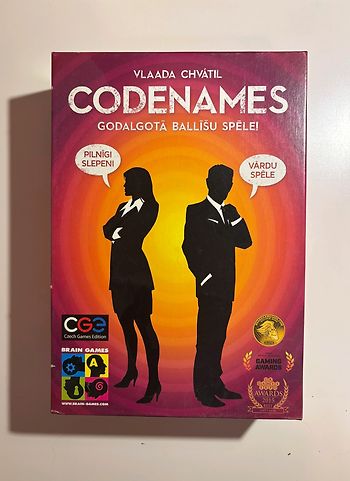 VLAADA CHVÁTIL
CODENAMES
GODALGOTĀ BALLĪŠU SPĒLE!
PILNĪGI
SLEPENI
VĀRDU
SPĒLE
CGE
Czech Games Edition
BRAIN GAMES
WWW.BRAIN-GAMES.COM
GAMING
AWARDS
AWARDS
2015